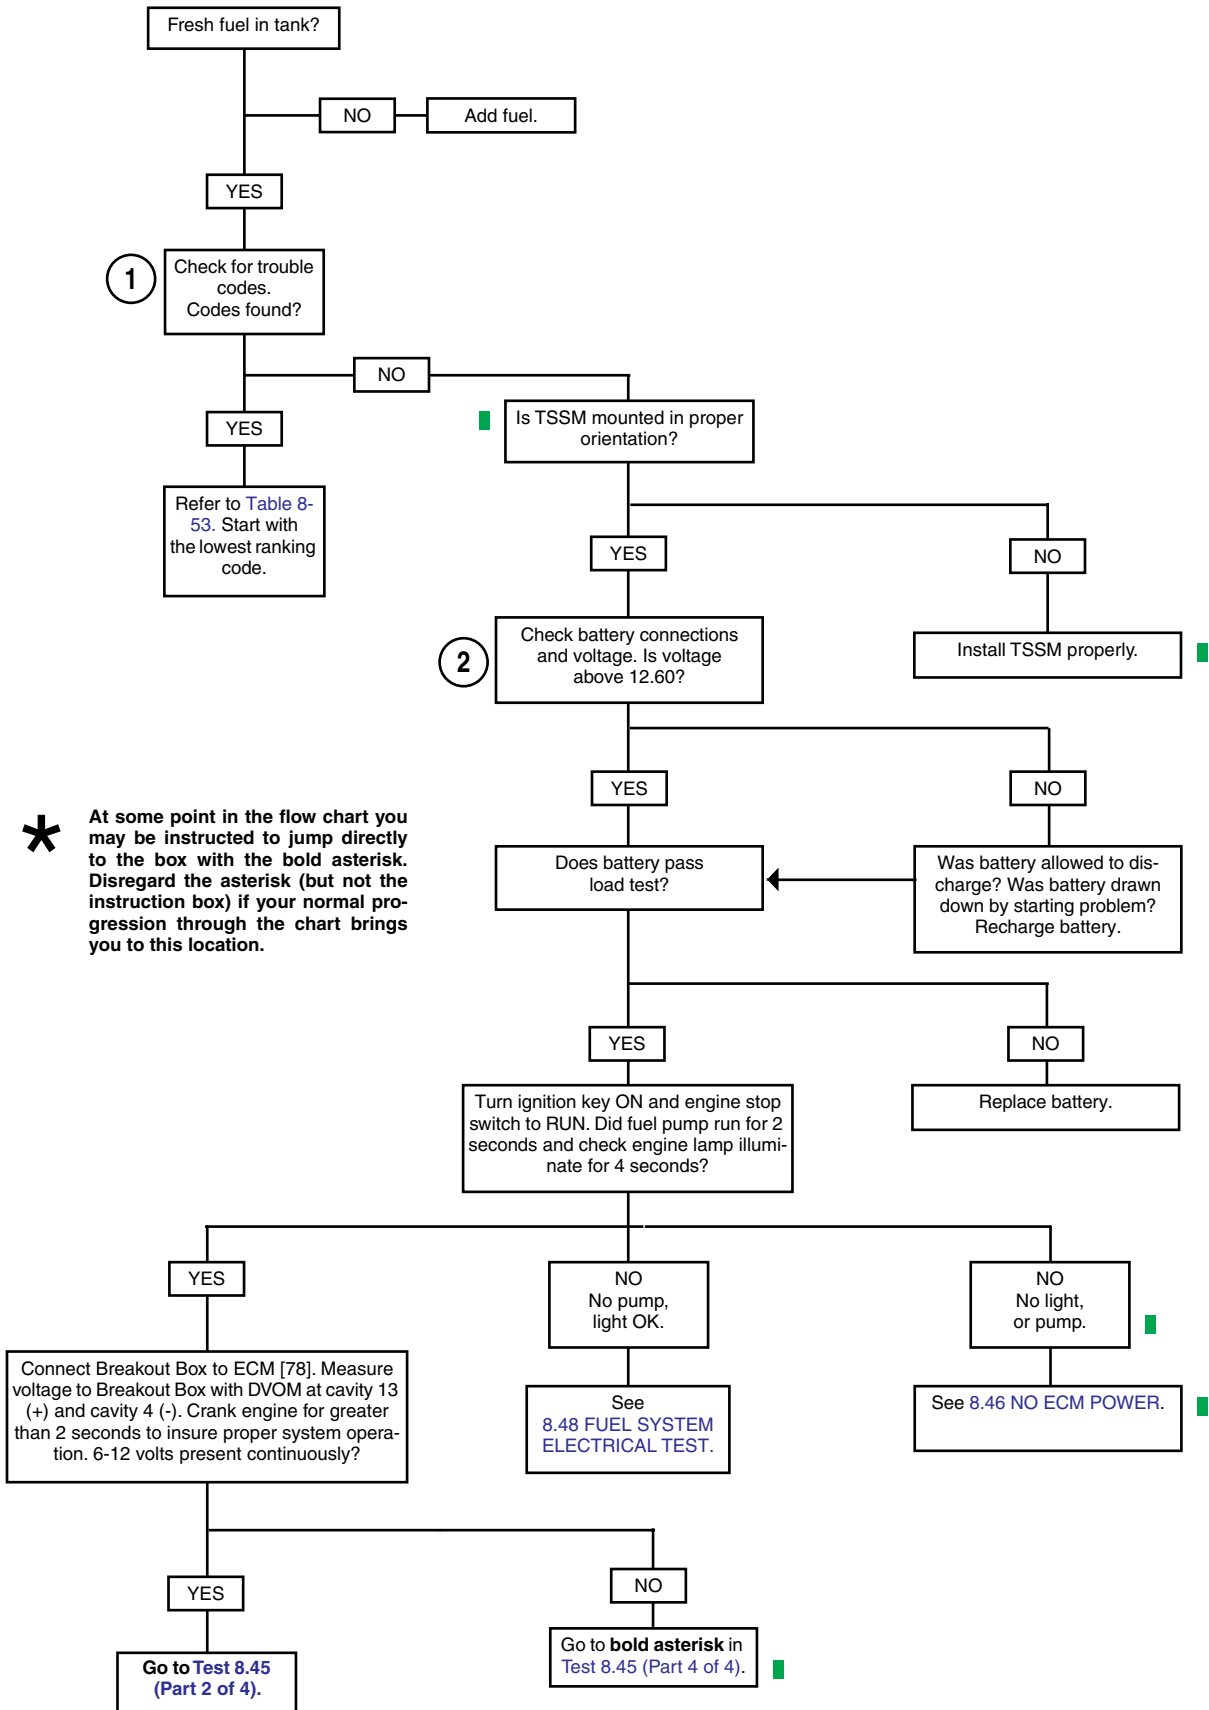 Fresh fuel in tank?
NO
Add fuel.
YES
1
Check for trouble
codes.
Codes found?
NO
YES
Is TSSM mounted in proper
orientation?
Refer to Table 8-
53. Start with
the lowest ranking
code.
YES
NO
2
Check battery connections
and voltage. Is voltage
above 12.60?
Install TSSM properly.
YES
NO
*
At some point in the flow chart you
may be instructed to jump directly
to the box with the bold asterisk.
Disregard the asterisk (but not the
instruction box) if your normal pro-
gression through the chart brings
you to this location.
Does battery pass
load test?
Was battery allowed to dis-
charge? Was battery drawn
down by starting problem?
Recharge battery.
YES
NO
Turn ignition key ON and engine stop
switch to RUN. Did fuel pump run for 2
seconds and check engine lamp illumi-
nate for 4 seconds?
Replace battery.
YES
NO
No pump,
light OK.
NO
No light,
or pump.
Connect Breakout Box to ECM [78]. Measure
voltage to Breakout Box with DVOM at cavity 13
(+) and cavity 4 (-). Crank engine for greater
than 2 seconds to insure proper system opera-
tion. 6-12 volts present continuously?
See
8.48 FUEL SYSTEM
ELECTRICAL TEST.
See 8.46 NO ECM POWER.
YES
NO
Go to Test 8.45
(Part 2 of 4).
Go to bold asterisk in
Test 8.45 (Part 4 of 4).